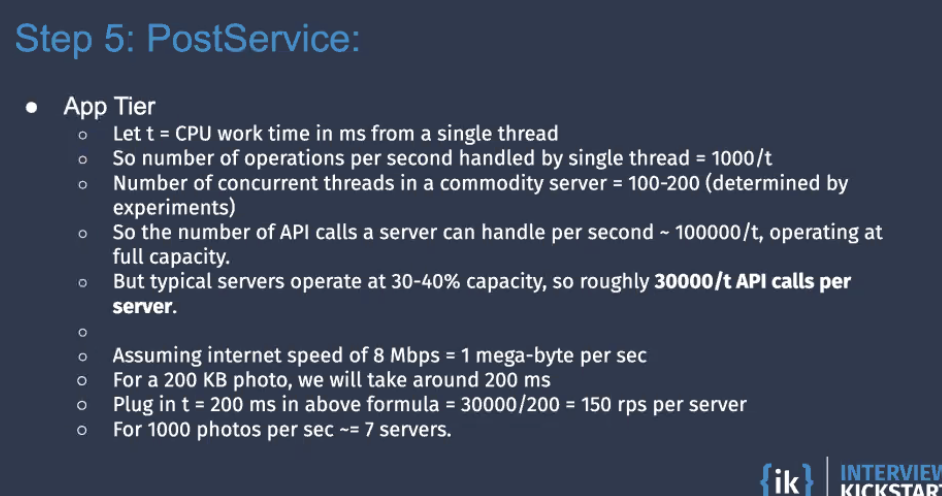 Step 5: PostService:
● App Tier
○ Let t = CPU work time in ms from a single thread
○ So number of operations per second handled by single thread = 1000/t
○ Number of concurrent threads in a commodity server = 100-200 (determined by
experiments)
○ So the number of API calls a server can handle per second ~ 100000/t, operating at
full capacity.
○ But typical servers operate at 30-40% capacity, so roughly 30000/t API calls per
server.
○
○ Assuming internet speed of 8 Mbps = 1 mega-byte per sec
○ For a 200 KB photo, we will take around 200 ms
○ Plug in t = 200 ms in above formula = 30000/200 = 150 rps per server
○ For 1000 photos per sec ~= 7 servers.
{ik} INTERVIEW
KICKSTART